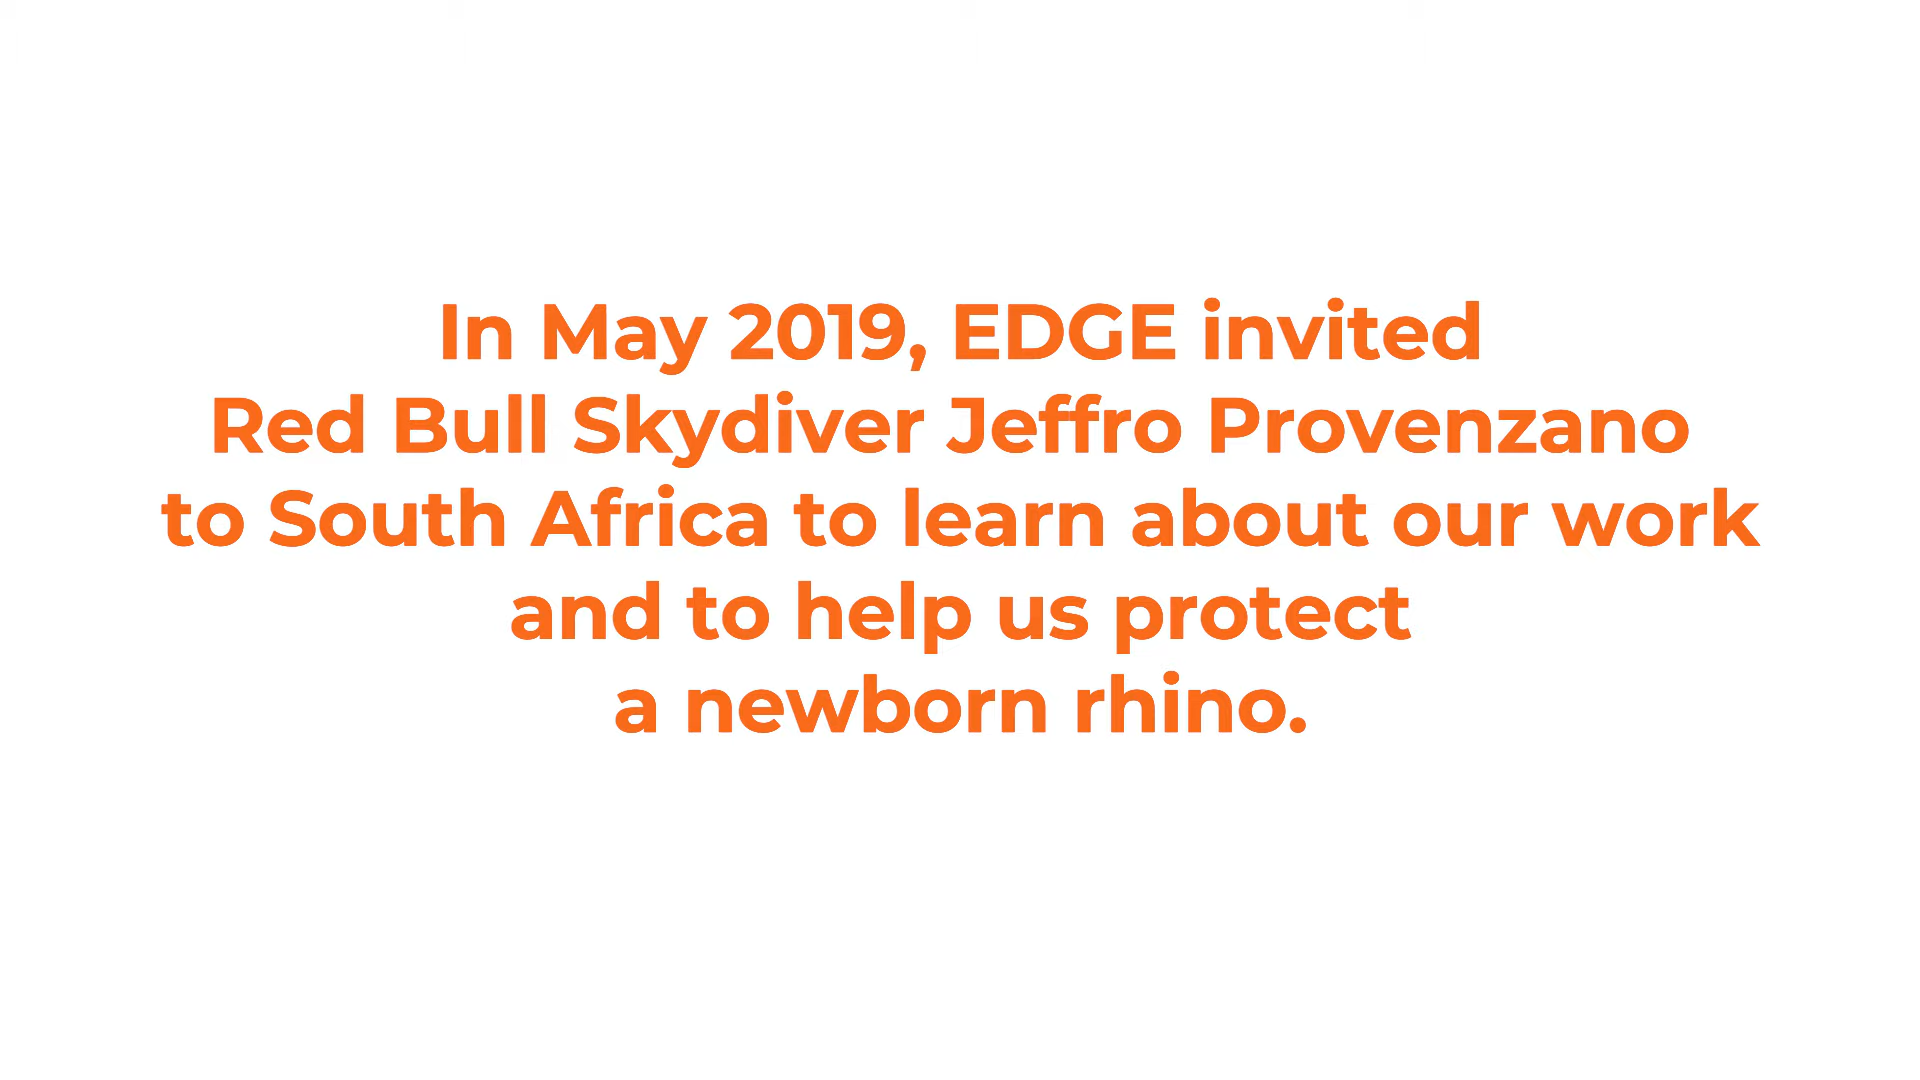 In May 2019, EDGE invited
Red Bull Skydiver Jeffro Provenzano
to South Africa to learn about our work
and to help us protect
a newborn rhino.